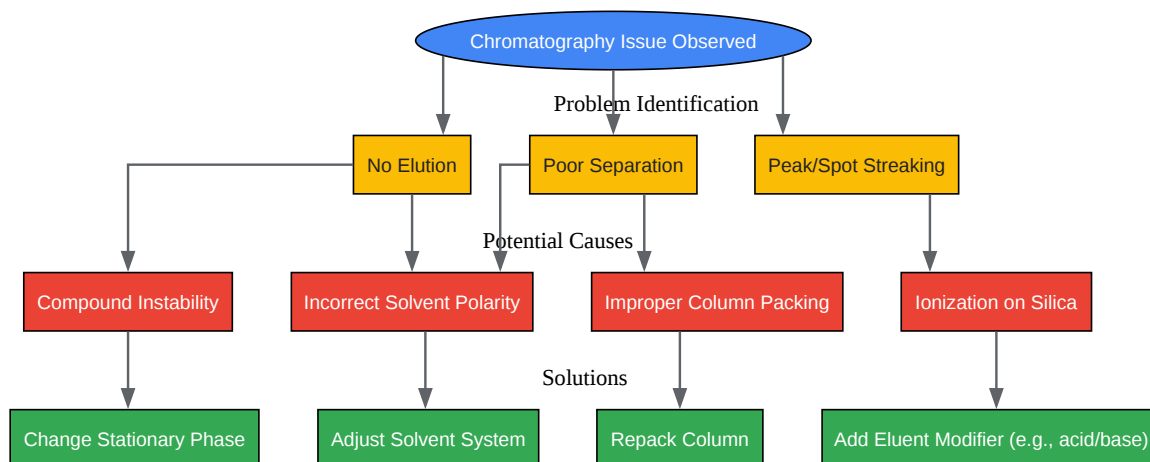 Chromatography Issue Observed
Problem Identification
No Elution
Poor Separation
Peak/Spot Streaking
Potential Causes
Compound Instability
Incorrect Solvent Polarity
Improper Column Packing
Ionization on Silica
Solutions
Change Stationary Phase
Adjust Solvent System
Repack Column
Add Eluent Modifier (e.g., acid/base)